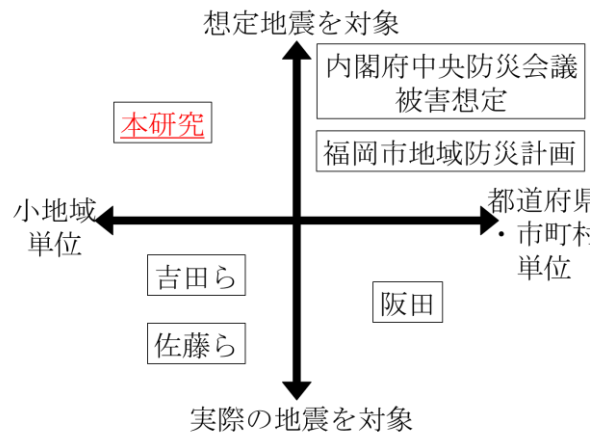 想定地震を対象
内閣府中央防災会議
被害想定
本研究
福岡市地域防災計画
小地域
単位
都道府県
・市町村
単位
吉田ら
阪田
佐藤ら
実際の地震を対象